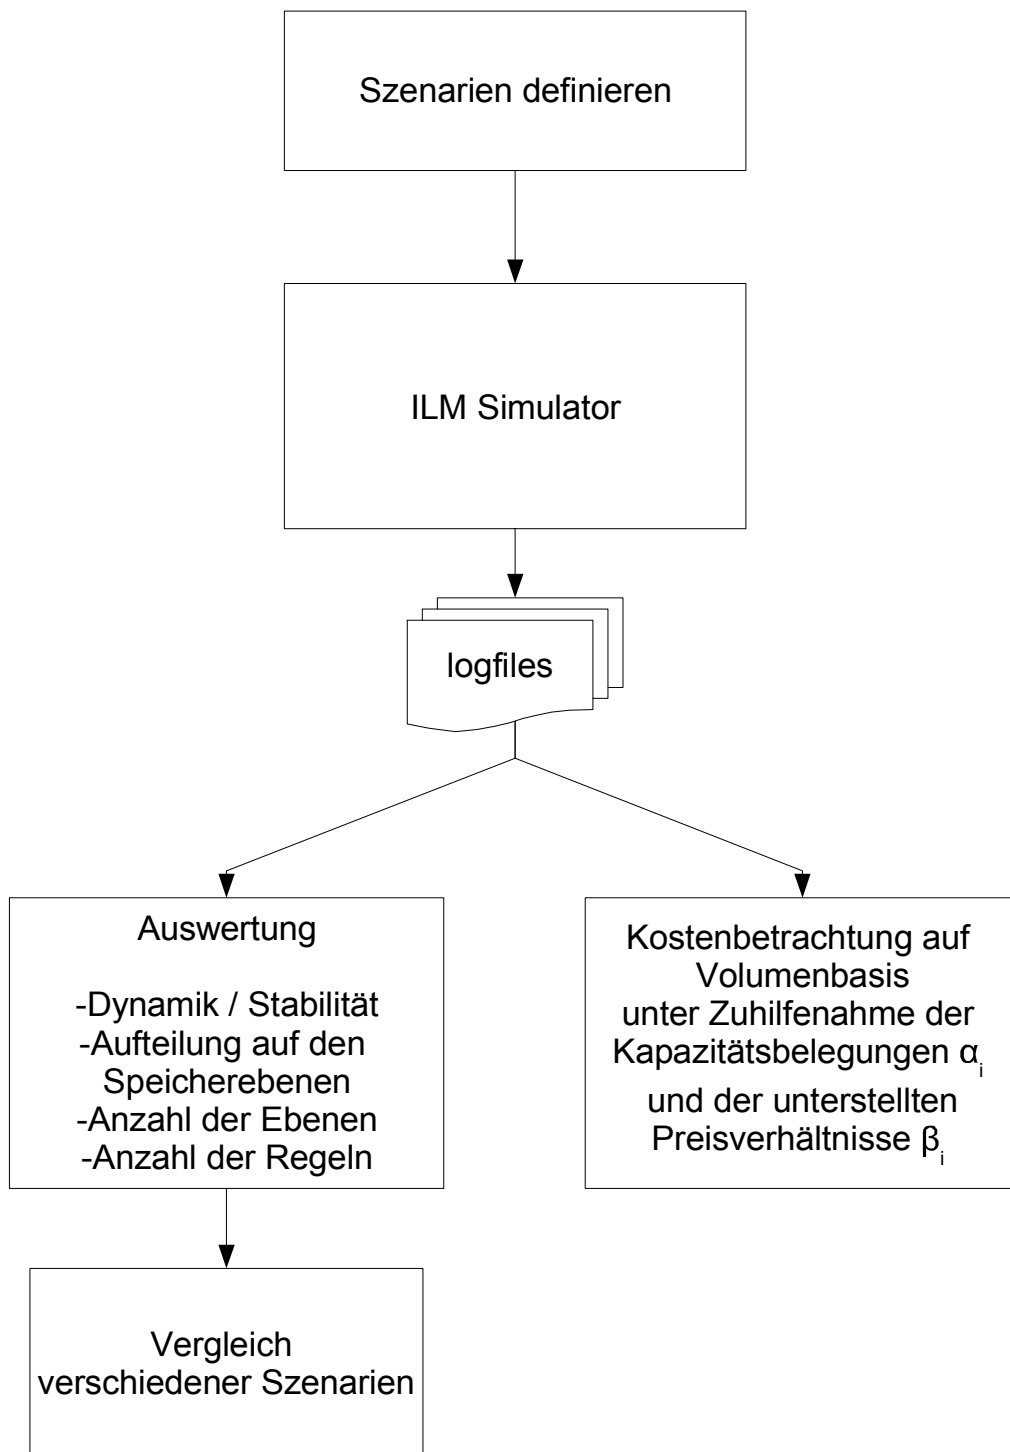 Szenarien definieren
ILM Simulator
logfiles
Auswertung
-Dynamik / Stabilität
-Aufteilung auf den
Speicherebenen
-Anzahl der Ebenen
-Anzahl der Regeln
Kostenbetrachtung auf
Volumenbasis
unter Zuhilfenahme der
Kapazitätsbelegungen αi
und der unterstellten
Preisverhältnisse βi
Vergleich
verschiedener Szenarien